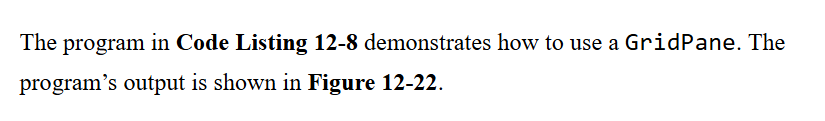 The program in Code Listing 12-8 demonstrates how to use a GridPane. The
program’s output is shown in Figure 12-22.